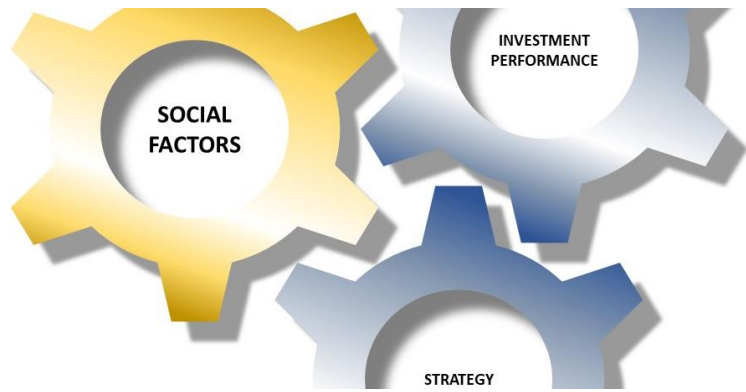 SOCIAL
FACTORS
INVESTMENT
PERFORMANCE
STRATEGY